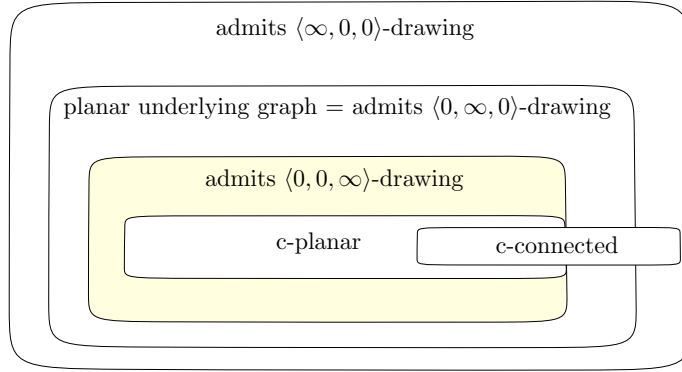 admits ⟨∞, 0, 0⟩-drawing
planar underlying graph = admits ⟨0, ∞, 0⟩-drawing
admits ⟨0, 0, ∞⟩-drawing
c-planar
c-connected